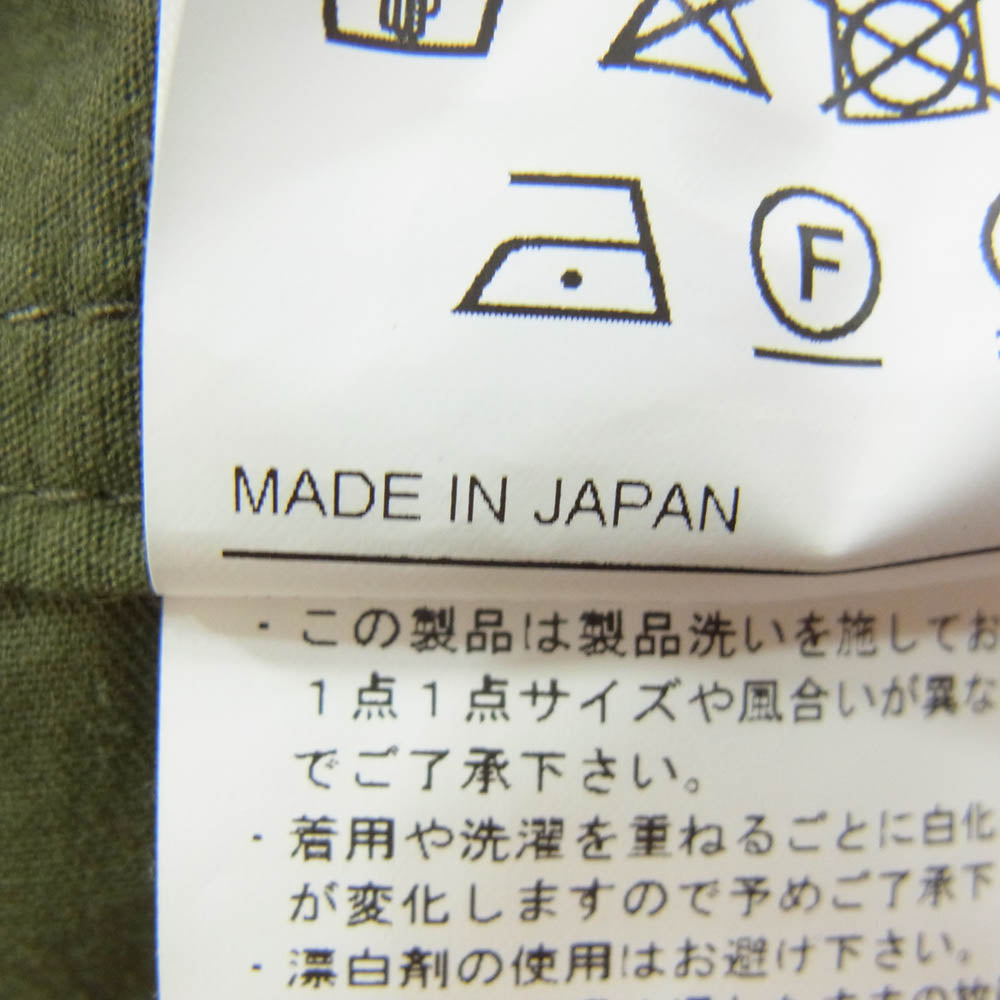 F
MADE IN JAPAN
・この製品は製品洗いを施してお
１点１点サイズや風合いが異な
でご了承下さい。
・着用や洗濯を重ねるごとに白化
が変化しますので予めご了承下
・漂白剤の使用はお避け下さい。